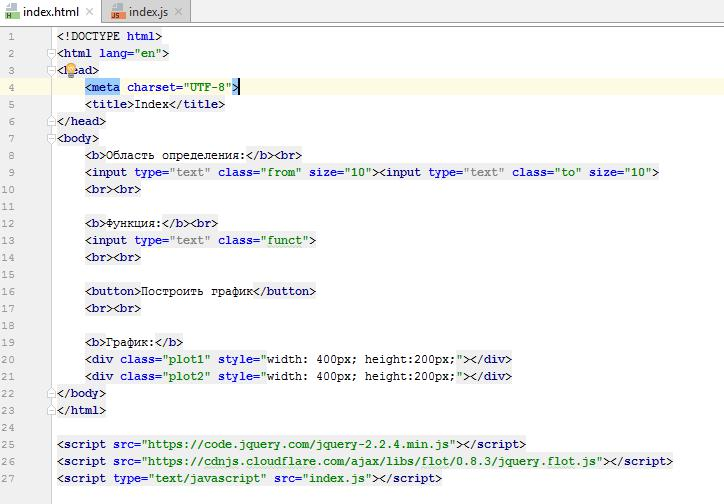 index.html index.js
1 <!DOCTYPE html>
2 <html lang="en">
3 <head>
4 <meta charset="UTF-8">
5 <title>Index</title>
6 </head>
7 <body>
8 <b>Область определения:</b><br>
9 <input type="text" class="from" size="10"><input type="text" class="to" size="10">
10 <br><br>
11
12 <b>Функция:</b><br>
13 <input type="text" class="funct">
14 <br><br>
15
16 <button>Построить график</button>
17 <br><br>
18
19 <b>График:</b>
20 <div class="plot1" style="width: 400px; height:200px;"></div>
21 <div class="plot2" style="width: 400px; height:200px;"></div>
22 </body>
23 </html>
24
25 <script src="https://code.jquery.com/jquery-2.2.4.min.js"></script>
26 <script src="https://cdnjs.cloudflare.com/ajax/libs/flot/0.8.3/jquery.flot.js"></script>
27 <script type="text/javascript" src="index.js"></script>